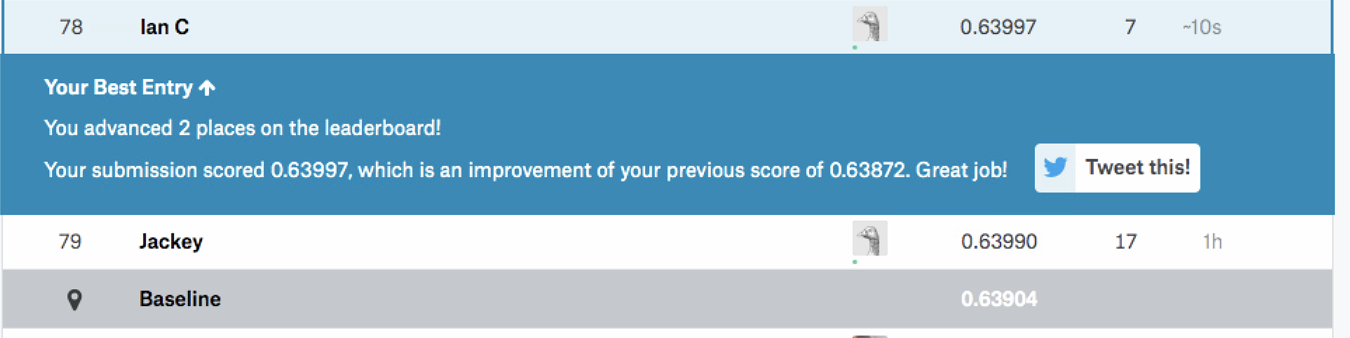 78 Ian C 0.63997 7 ~10s
Your Best Entry ↑
You advanced 2 places on the leaderboard!
Your submission scored 0.63997, which is an improvement of your previous score of 0.63872. Great job! Tweet this!
79 Jackey 0.63990 17 1h
Baseline 0.63904